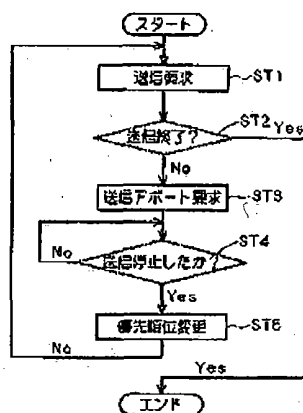 スタート
送信要求
ST1
送信終了?
ST2
Yes
No
送信アボート要求
ST3
No
送信停止したか?
ST4
Yes
優先順位変更
ST5
No
Yes
エンド